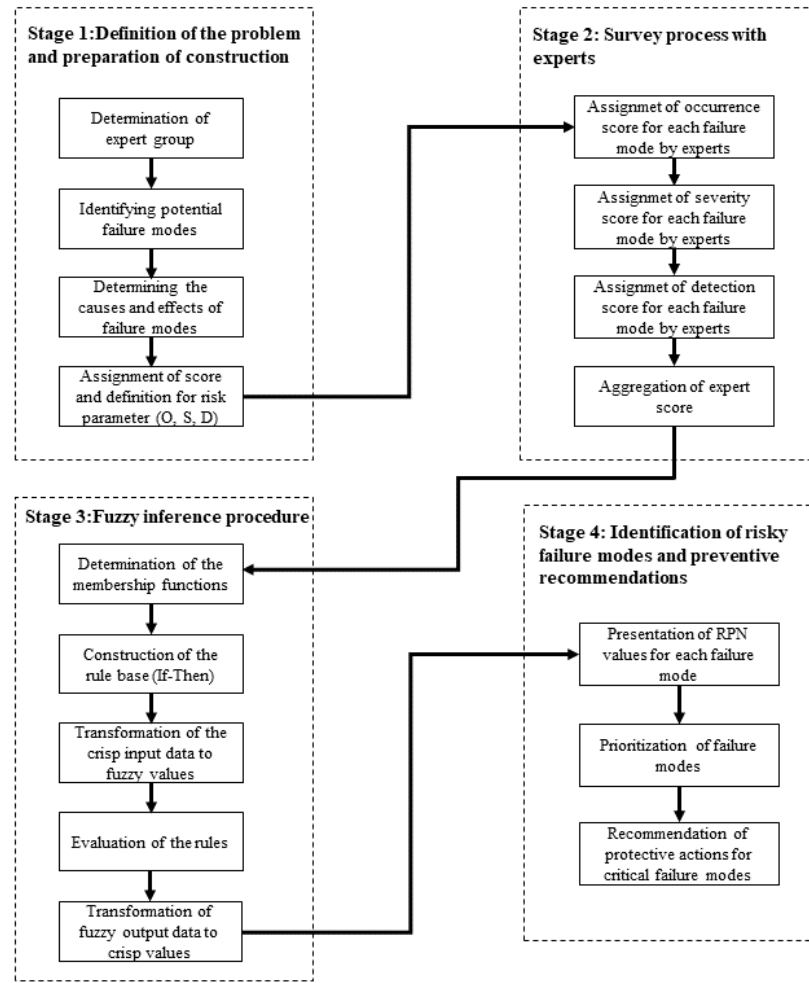 Stage 1:Definition of the problem
and preparation of construction
Determination of
expert group
Identifying potential
failure modes
Determining the
causes and effects of
failure modes
Assignment of score
and definition for risk
parameter (O, S, D)
Stage 2: Survey process with
experts
Assignmet of occurrence
score for each failure
mode by experts
Assignmet of severity
score for each failure
mode by experts
Assignmet of detection
score for each failure
mode by experts
Aggregation of expert
score
Stage 3:Fuzzy inference procedure
Determination of the
membership functions
Construction of the
rule base (If-Then)
Transformation of the
crisp input data to
fuzzy values
Evaluation of the rules
Transformation of
fuzzy output data to
crisp values
Stage 4: Identification of risky
failure modes and preventive
recommendations
Presentation of RPN
values for each failure
mode
Prioritization of failure
modes
Recommendation of
protective actions for
critical failure modes